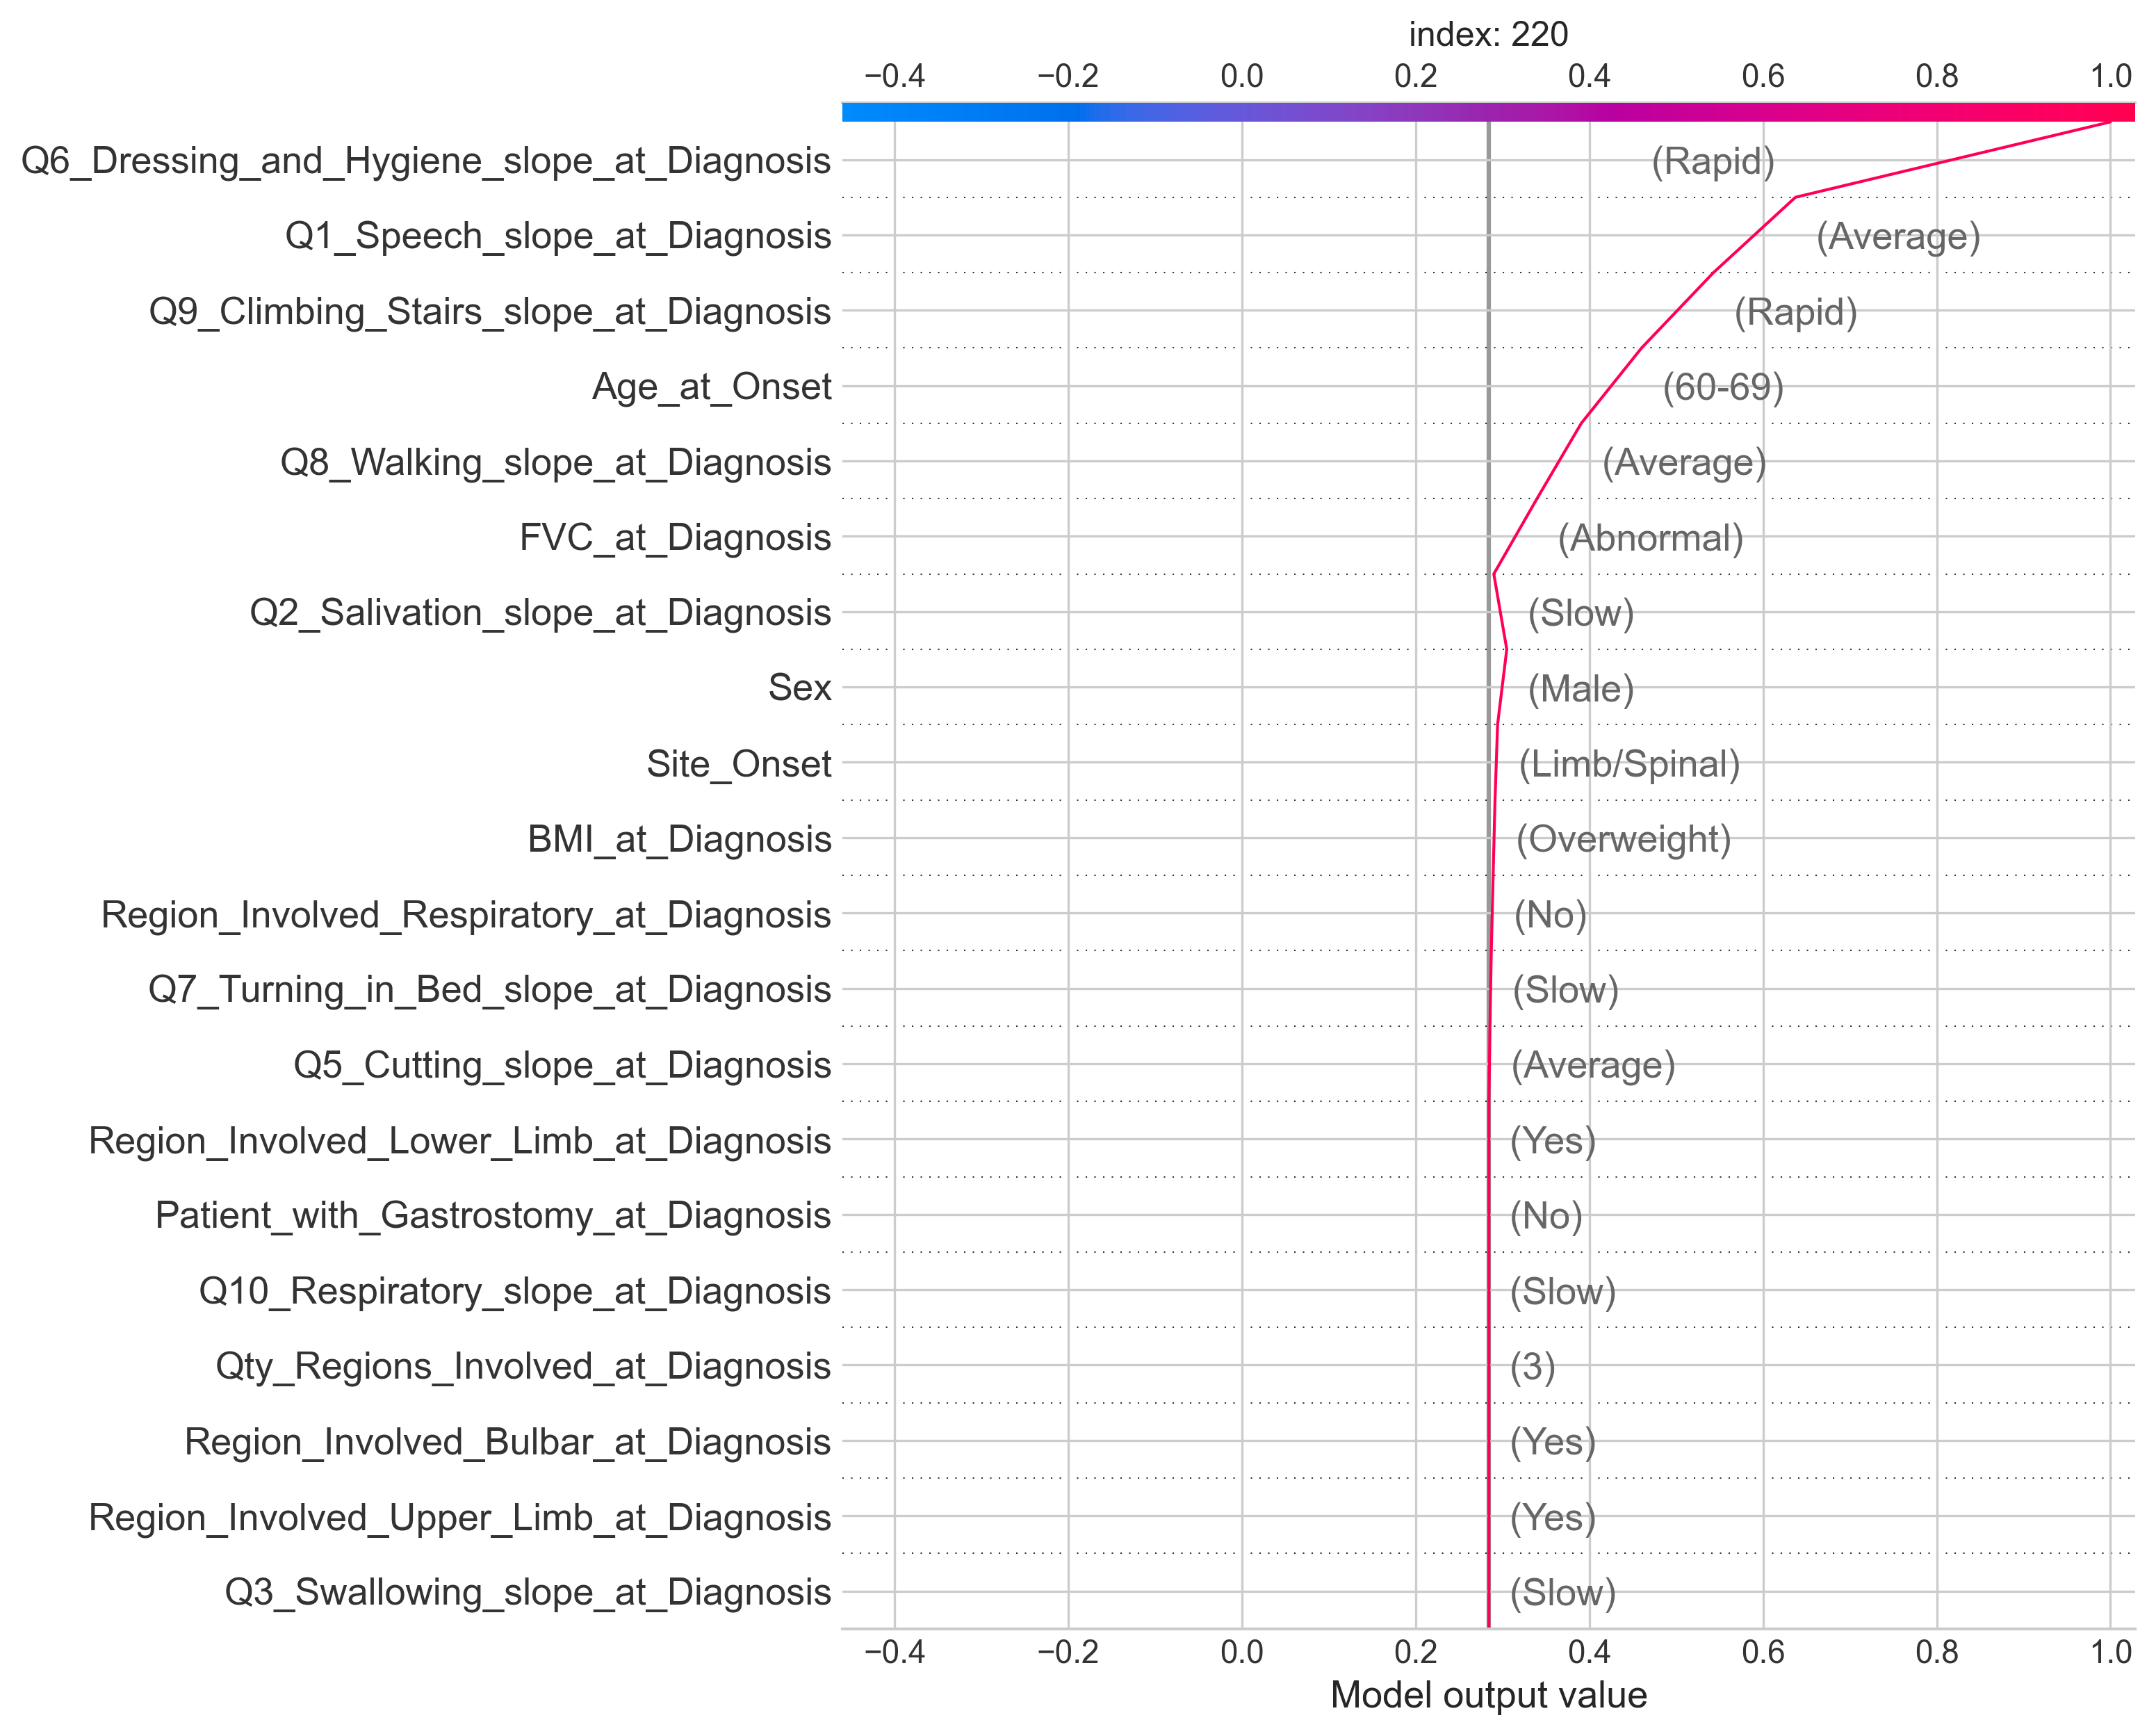 index: 220
−0.4 −0.2 0.0 0.2 0.4 0.6 0.8 1.0
Q6_Dressing_and_Hygiene_slope_at_Diagnosis (Rapid)
Q1_Speech_slope_at_Diagnosis (Average)
Q9_Climbing_Stairs_slope_at_Diagnosis (Rapid)
Age_at_Onset (60-69)
Q8_Walking_slope_at_Diagnosis (Average)
FVC_at_Diagnosis (Abnormal)
Q2_Salivation_slope_at_Diagnosis (Slow)
Sex (Male)
Site_Onset (Limb/Spinal)
BMI_at_Diagnosis (Overweight)
Region_Involved_Respiratory_at_Diagnosis (No)
Q7_Turning_in_Bed_slope_at_Diagnosis (Slow)
Q5_Cutting_slope_at_Diagnosis (Average)
Region_Involved_Lower_Limb_at_Diagnosis (Yes)
Patient_with_Gastrostomy_at_Diagnosis (No)
Q10_Respiratory_slope_at_Diagnosis (Slow)
Qty_Regions_Involved_at_Diagnosis (3)
Region_Involved_Bulbar_at_Diagnosis (Yes)
Region_Involved_Upper_Limb_at_Diagnosis (Yes)
Q3_Swallowing_slope_at_Diagnosis (Slow)
−0.4 −0.2 0.0 0.2 0.4 0.6 0.8 1.0
Model output value